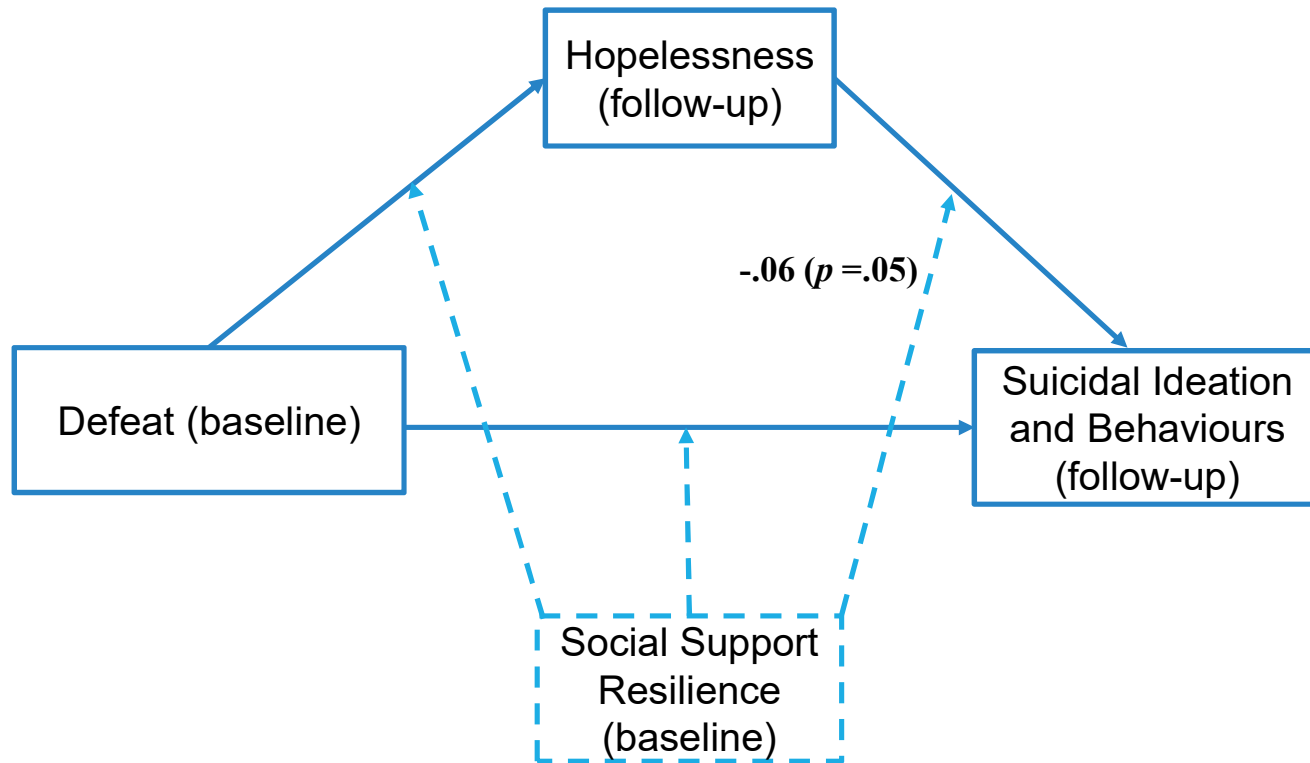 Hopelessness
(follow-up)
-.06 (p =.05)
Defeat (baseline)
Suicidal Ideation
and Behaviours
(follow-up)
Social Support
Resilience
(baseline)